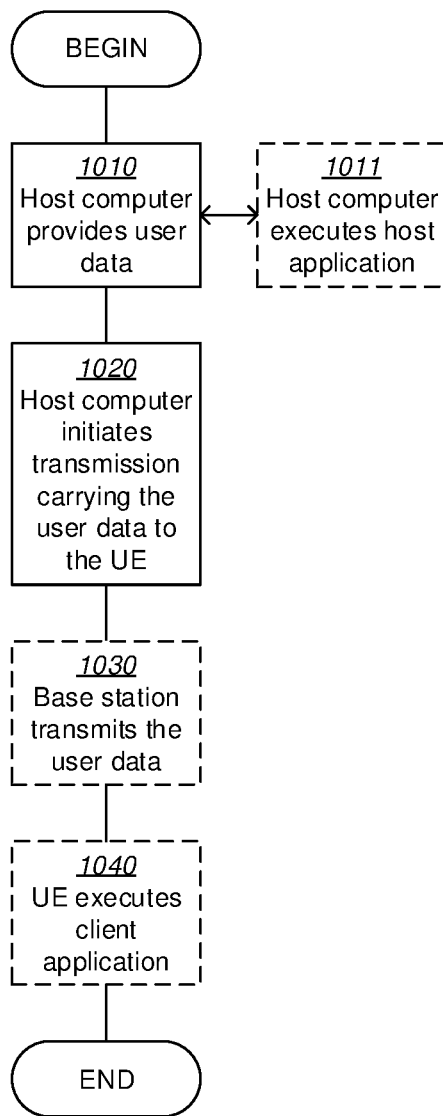 BEGIN
1010
Host computer
provides user
data
1011
Host computer
executes host
application
1020
Host computer
initiates
transmission
carrying the
user data to
the UE
1030
Base station
transmits the
user data
1040
UE executes
client
application
END